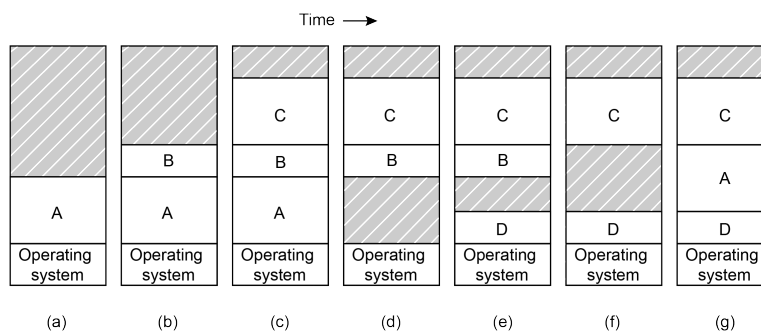 Time
A
Operating
system
(a)
B
A
Operating
system
(b)
C
B
A
Operating
system
(c)
C
B
Operating
system
(d)
C
B
D
Operating
system
(e)
C
D
Operating
system
(f)
C
A
D
Operating
system
(g)